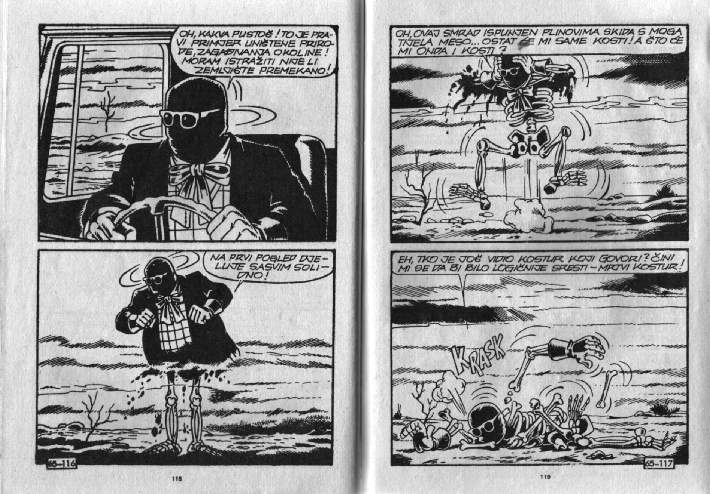 OH, KAKVA PUSTOŠ! TO JE PRA-
VI PRIMJER UNIŠTENE PRIRO-
DE, ZAGAĐIVANJA OKOLINE!
MORAM ISTRAŽITI NIJE LI
ZEMLJIŠTE PREMEKANO!
NA PRVI POGLED DJE-
LUJE SASVIM SOLI-
DNO!
65-116
118
OH, OVAJ SMRAD ISPUNJEN PLINOVIMA SKIDA S MOGA
TIJELA MESO... OSTAT ĆE MI SAME KOSTI! A ŠTO ĆE
MI ONDA I KOSTI?
EH, TKO JE JOŠ VIDIO KOSTUR KOJI GOVORI? ČINI
MI SE DA BI BILO LOGIČNIJE SRESTI - MRTVI KOSTUR!
KRASK
65-117
119